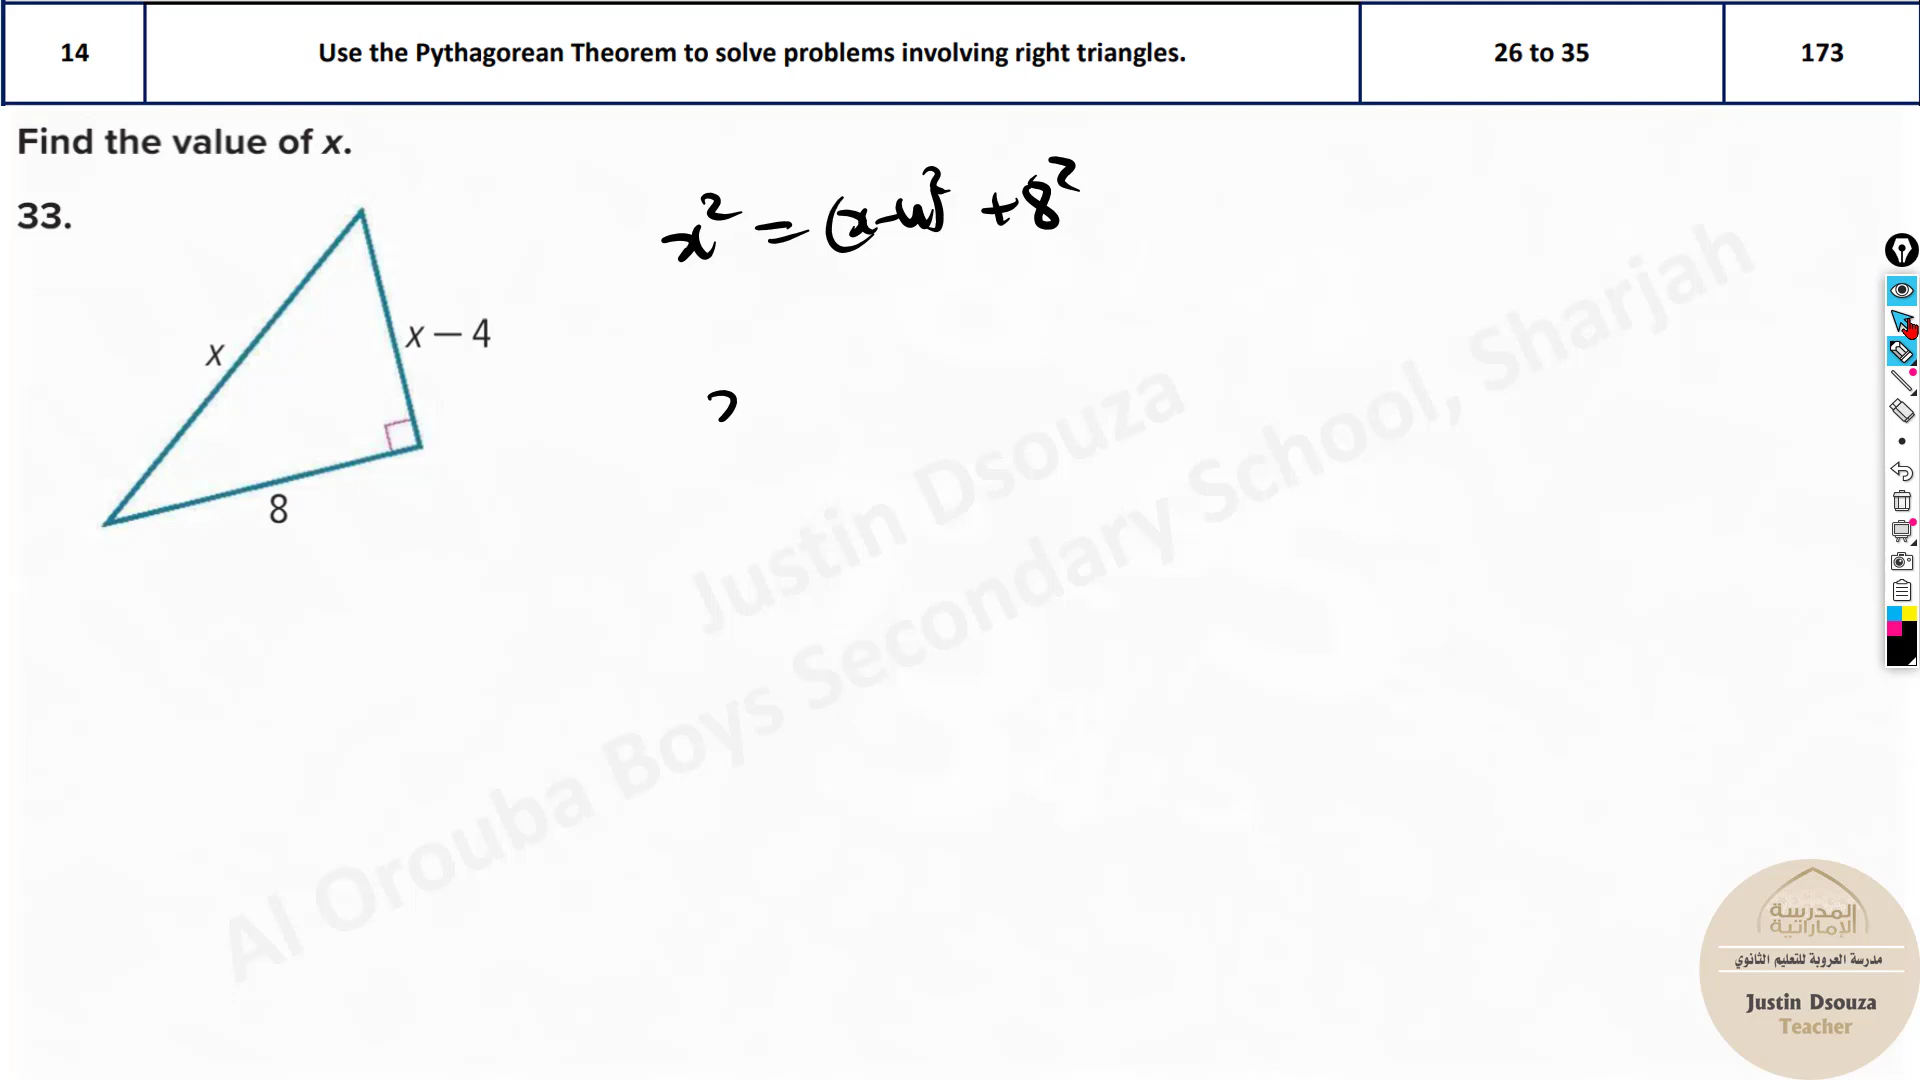 14 Use the Pythagorean Theorem to solve problems involving right triangles. 26 to 35 173
Find the value of x.
33.
x² = (x-4)² + 8²
x
x — 4
8
Justin Dsouza
Al Orouba Boys Secondary School, Sharjah
المدرسة
الإماراتية
مدرسة العروبة للتعليم الثانوي
Justin Dsouza
Teacher